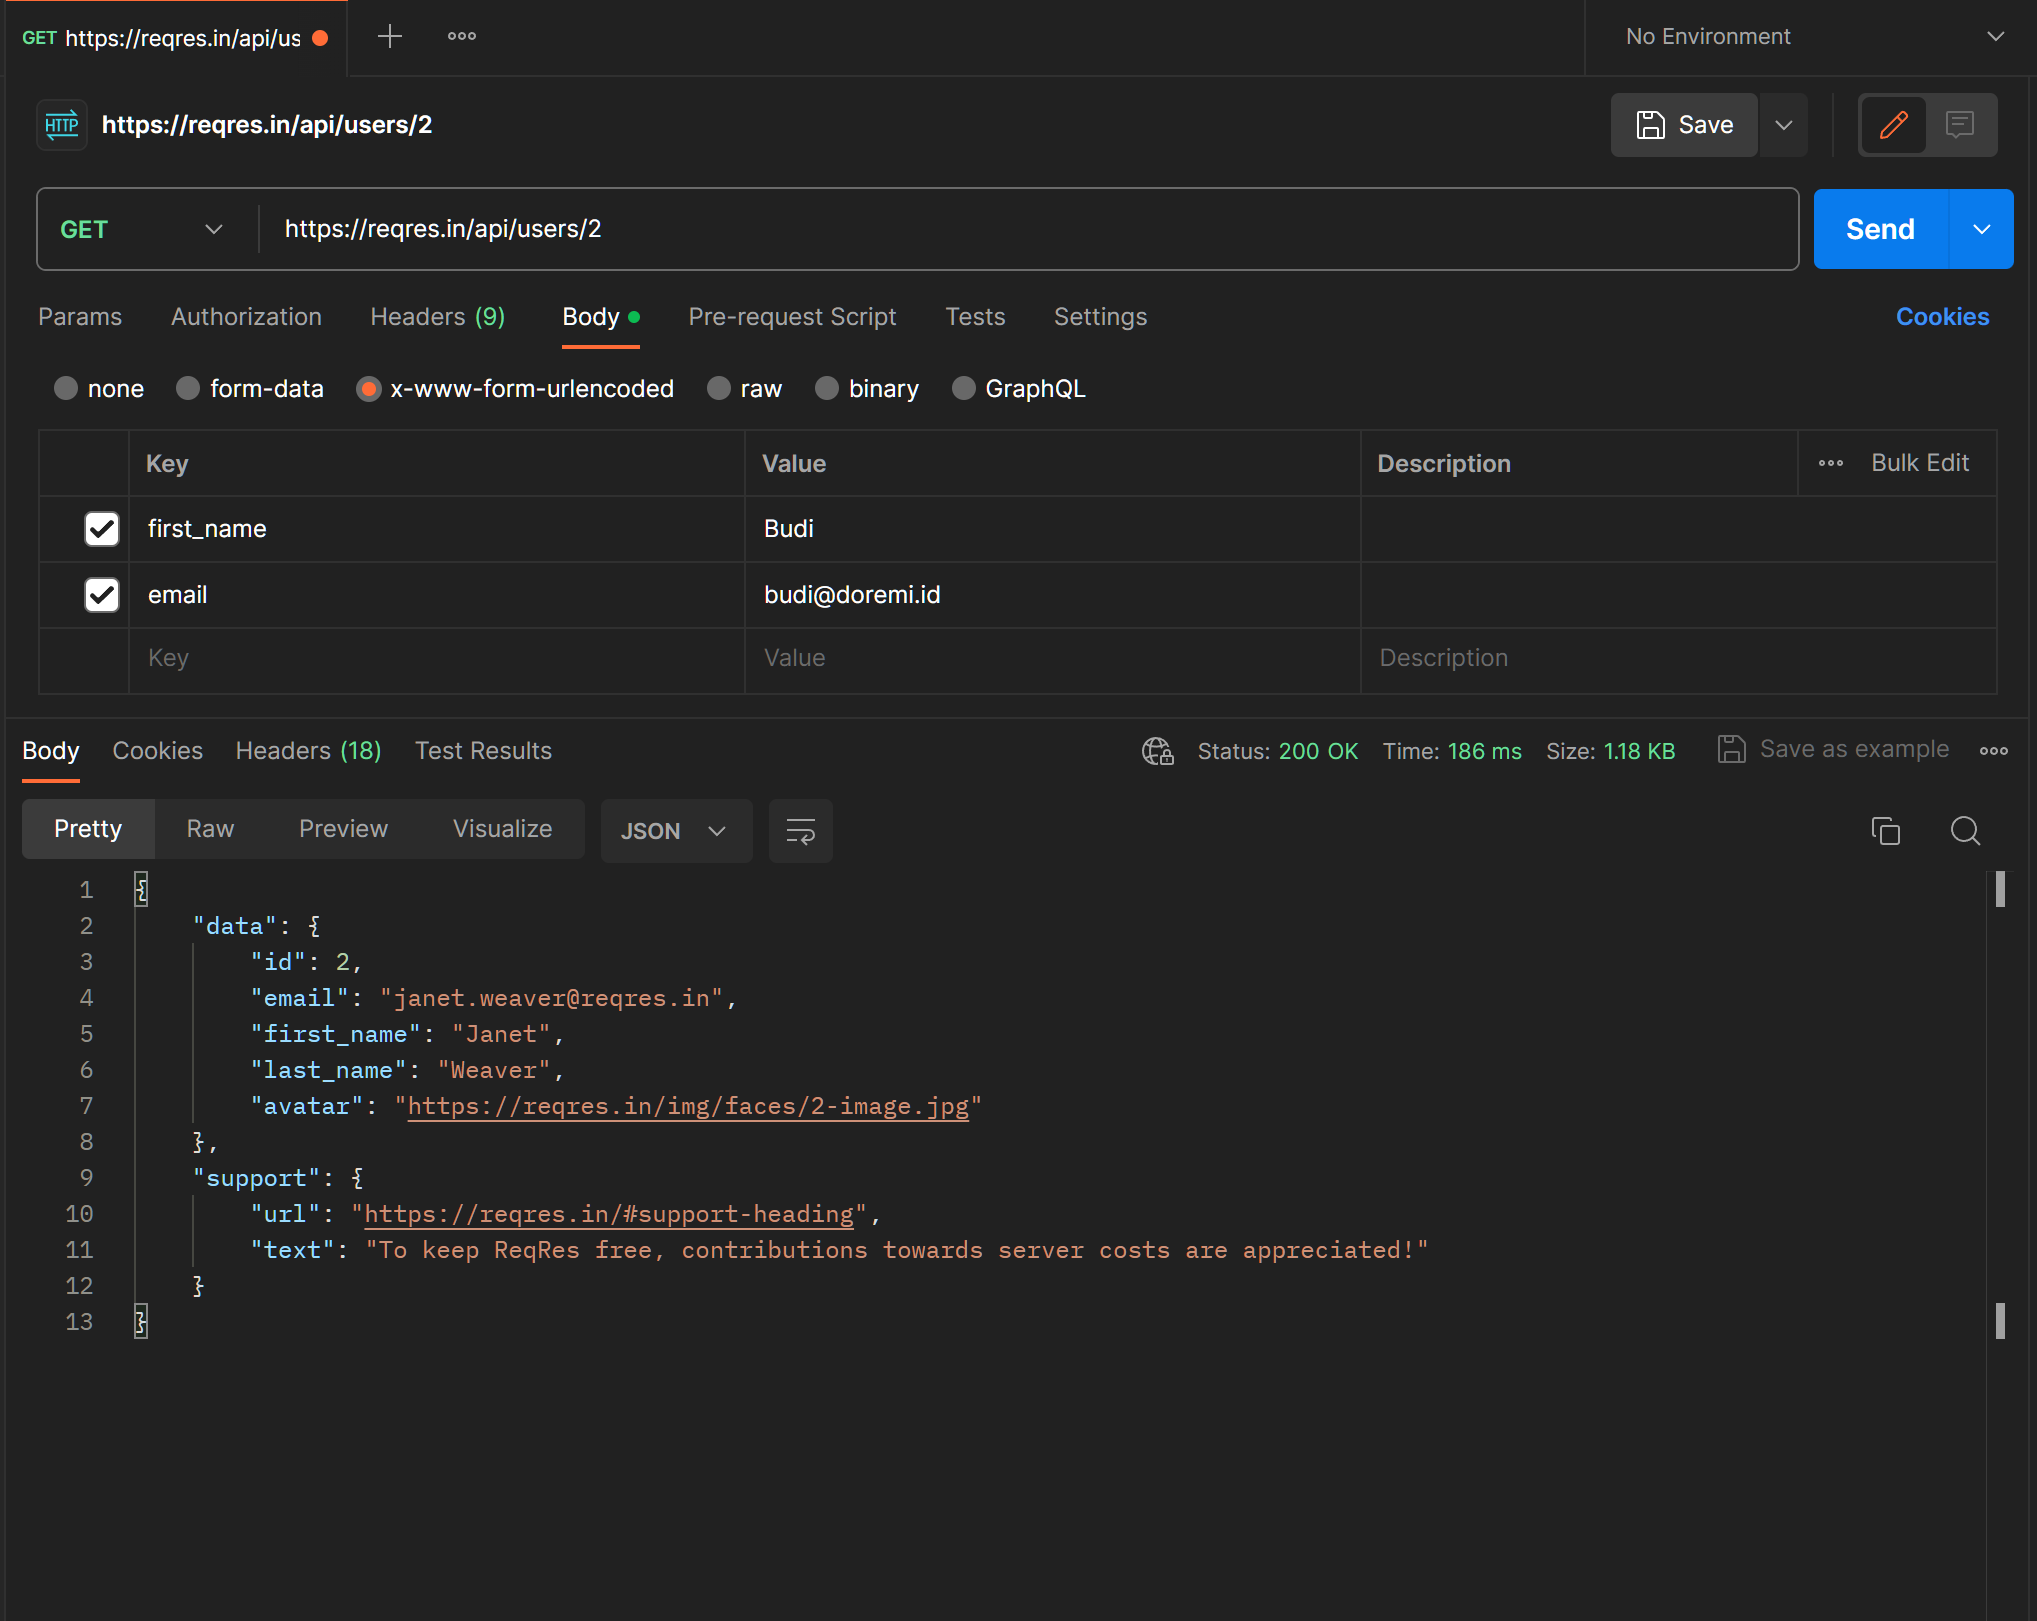 GET https://reqres.in/api/us
No Environment
HTTP https://reqres.in/api/users/2
Save
GET https://reqres.in/api/users/2 Send
Params Authorization Headers (9) Body Pre-request Script Tests Settings Cookies
none form-data x-www-form-urlencoded raw binary GraphQL
Key Value Description Bulk Edit
first_name Budi
email budi@doremi.id
Key Value Description
Body Cookies Headers (18) Test Results Status: 200 OK Time: 186 ms Size: 1.18 KB Save as example
Pretty Raw Preview Visualize JSON
1 {
2 "data": {
3 "id": 2,
4 "email": "janet.weaver@reqres.in",
5 "first_name": "Janet",
6 "last_name": "Weaver",
7 "avatar": "https://reqres.in/img/faces/2-image.jpg"
8 },
9 "support": {
10 "url": "https://reqres.in/#support-heading",
11 "text": "To keep ReqRes free, contributions towards server costs are appreciated!"
12 }
13 }